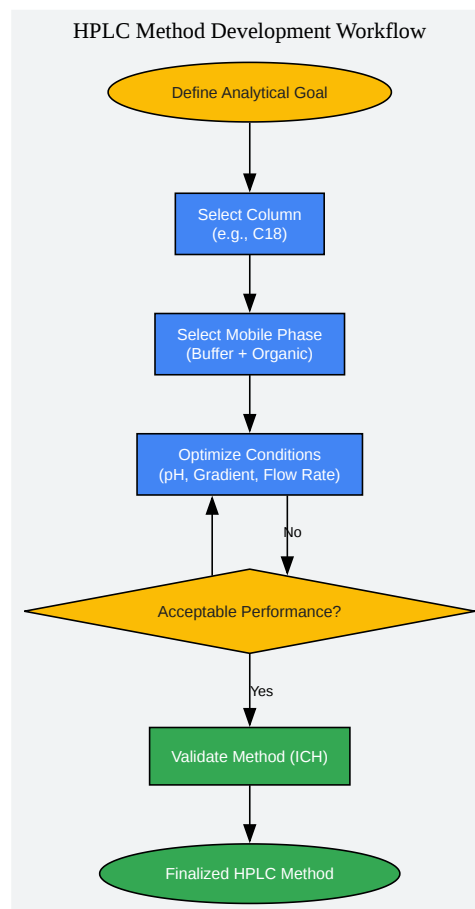 HPLC Method Development Workflow
Define Analytical Goal
Select Column
(e.g., C18)
Select Mobile Phase
(Buffer + Organic)
Optimize Conditions
(pH, Gradient, Flow Rate)
No
Acceptable Performance?
Yes
Validate Method (ICH)
Finalized HPLC Method